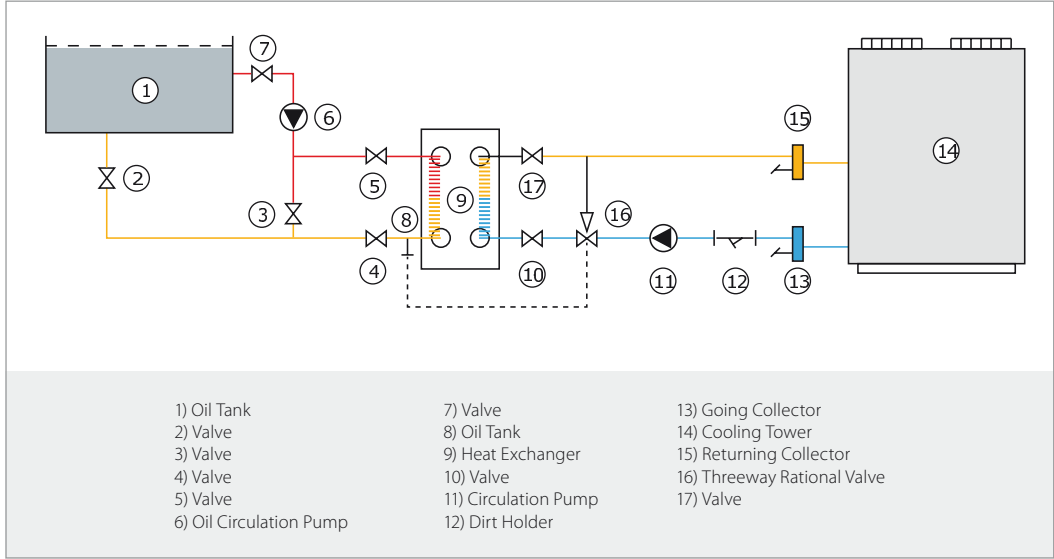 1
7
6
2
3
5
4
8
9
17
10
16
11
12
15
13
14
1) Oil Tank
2) Valve
3) Valve
4) Valve
5) Valve
6) Oil Circulation Pump
7) Valve
8) Oil Tank
9) Heat Exchanger
10) Valve
11) Circulation Pump
12) Dirt Holder
13) Going Collector
14) Cooling Tower
15) Returning Collector
16) Threeway Rational Valve
17) Valve